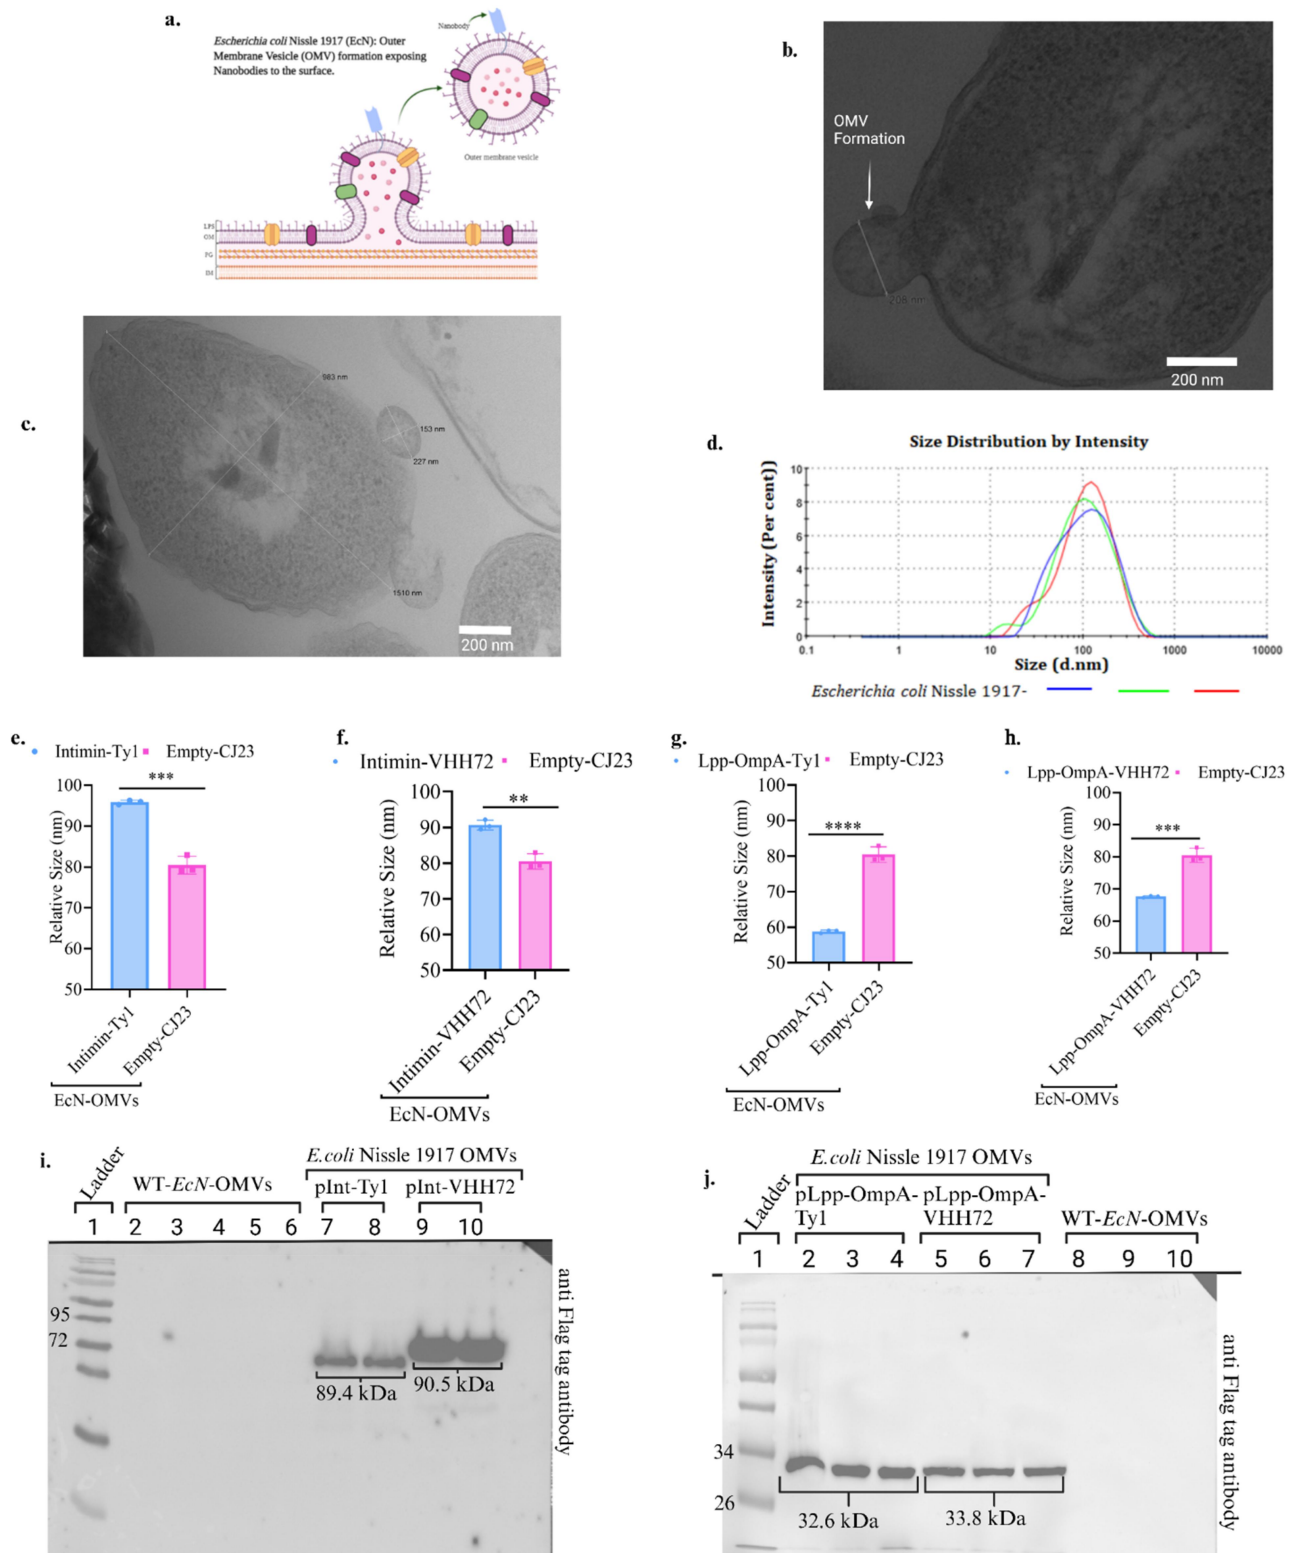 a.
Nanobody
Escherichia coli Nissle 1917 (EcN): Outer
Membrane Vesicle (OMV) formation exposing
Nanobodies to the surface.
Outer membrane vesicle
LPS
OM
PG
IM
b.
OMV
Formation
208 nm
200 nm
c.
983 nm
153 nm
227 nm
1510 nm
200 nm
d.
Size Distribution by Intensity
Intensity (Per cent))
10
8
6
4
2
0
0.1 1 10 100 1000 10000
Size (d.nm)
Escherichia coli Nissle 1917-
e.
Intimin-Ty1 Empty-CJ23
***
Relative Size (nm)
100
90
80
70
60
50
Intimin-Ty1
Empty-CJ23
EcN-OMVs
f.
Intimin-VHH72 Empty-CJ23
**
Relative Size (nm)
100
90
80
70
60
50
Intimin-VHH72
Empty-CJ23
EcN-OMVs
g.
Lpp-OmpA-Ty1 Empty-CJ23
****
Relative Size (nm)
100
90
80
70
60
50
Lpp-OmpA-Ty1
Empty-CJ23
EcN-OMVs
h.
Lpp-OmpA-VHH72 Empty-CJ23
***
Relative Size (nm)
100
90
80
70
60
50
Lpp-OmpA-VHH72
Empty-CJ23
EcN-OMVs
i.
E.coli Nissle 1917 OMVs
Ladder
WT-EcN-OMVs
pInt-Ty1 pInt-VHH72
1 2 3 4 5 6 7 8 9 10
95
72
89.4 kDa
90.5 kDa
anti Flag tag antibody
j.
E.coli Nissle 1917 OMVs
Ladder
pLpp-OmpA-
Ty1
pLpp-OmpA-
VHH72
WT-EcN-OMVs
1 2 3 4 5 6 7 8 9 10
34
26
32.6 kDa
33.8 kDa
anti Flag tag antibody